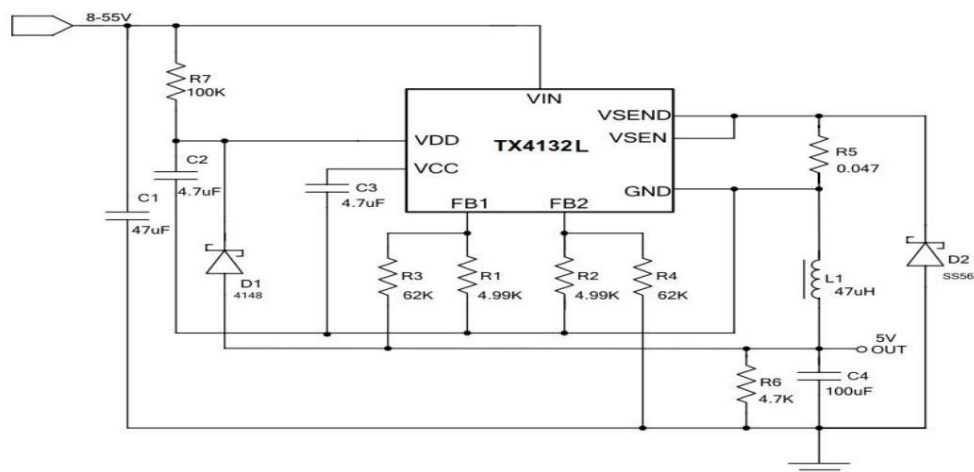 8-55V
R7
100K
VIN
VSEND
VSEN
TX4132L
VDD
VCC
GND
FB1
FB2
R5
0.047
C2
4.7uF
C3
4.7uF
C1
47uF
D1
4148
R3
62K
R1
4.99K
R2
4.99K
R4
62K
L1
47uH
D2
SS56
5V
OUT
R6
4.7K
C4
100uF